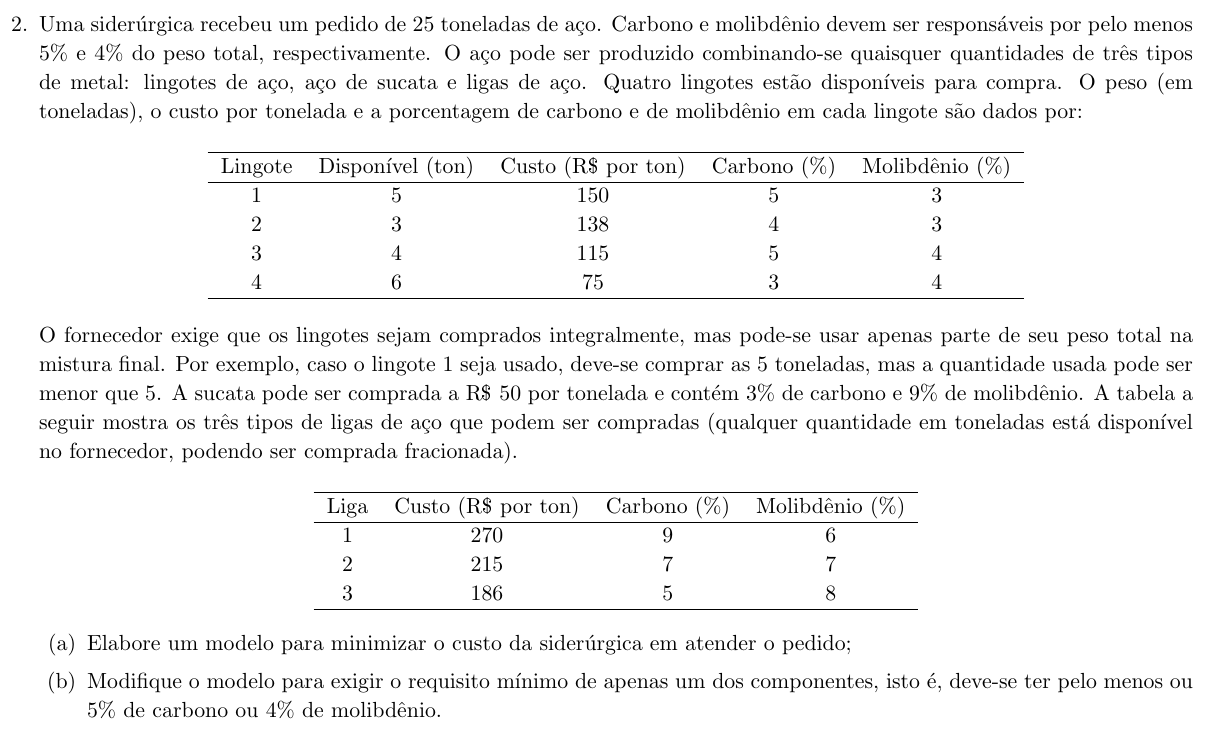 2. Uma siderúrgica recebeu um pedido de 25 toneladas de aço. Carbono e molibdênio devem ser responsáveis por pelo menos
5% e 4% do peso total, respectivamente. O aço pode ser produzido combinando-se quaisquer quantidades de três tipos
de metal: lingotes de aço, aço de sucata e ligas de aço. Quatro lingotes estão disponíveis para compra. O peso (em
toneladas), o custo por tonelada e a porcentagem de carbono e de molibdênio em cada lingote são dados por:
Lingote Disponível (ton) Custo (R$ por ton) Carbono (%) Molibdênio (%)
1 5 150 5 3
2 3 138 4 3
3 4 115 5 4
4 6 75 3 4
O fornecedor exige que os lingotes sejam comprados integralmente, mas pode-se usar apenas parte de seu peso total na
mistura final. Por exemplo, caso o lingote 1 seja usado, deve-se comprar as 5 toneladas, mas a quantidade usada pode ser
menor que 5. A sucata pode ser comprada a R$ 50 por tonelada e contém 3% de carbono e 9% de molibdênio. A tabela a
seguir mostra os três tipos de ligas de aço que podem ser compradas (qualquer quantidade em toneladas está disponível
no fornecedor, podendo ser comprada fracionada).
Liga Custo (R$ por ton) Carbono (%) Molibdênio (%)
1 270 9 6
2 215 7 7
3 186 5 8
(a) Elabore um modelo para minimizar o custo da siderúrgica em atender o pedido;
(b) Modifique o modelo para exigir o requisito mínimo de apenas um dos componentes, isto é, deve-se ter pelo menos ou
5% de carbono ou 4% de molibdênio.